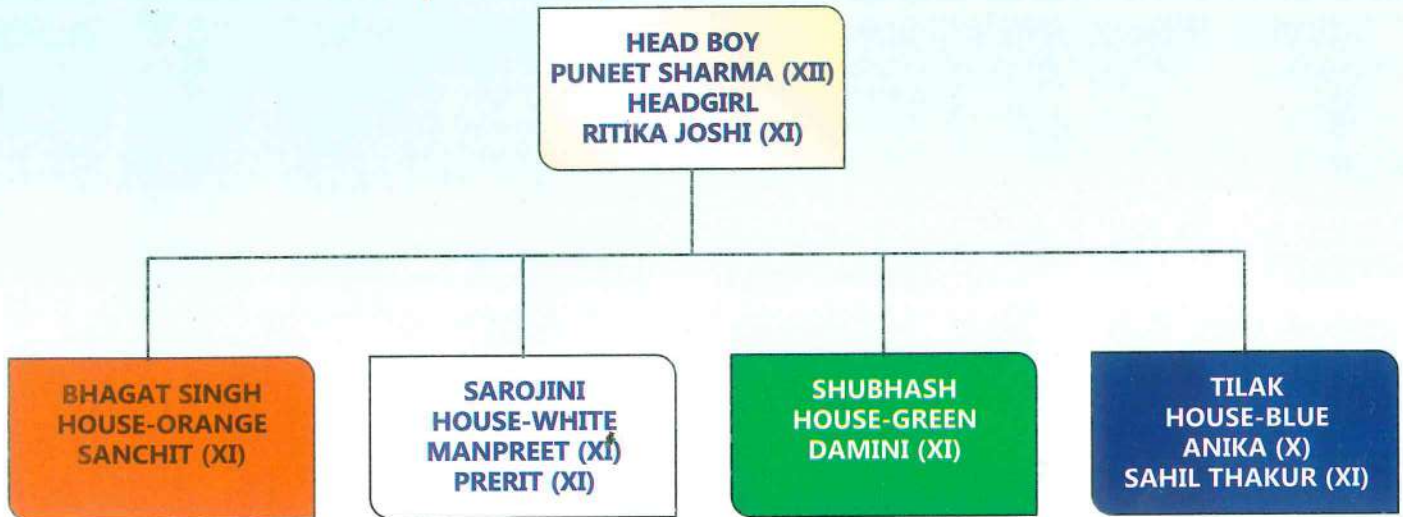 HEAD BOY
PUNEET SHARMA (XII)
HEADGIRL
RITIKA JOSHI (XI)
BHAGAT SINGH
HOUSE-ORANGE
SANCHIT (XI)
SAROJINI
HOUSE-WHITE
MANPREET (XI)
PRERIT (XI)
SHUBHASH
HOUSE-GREEN
DAMINI (XI)
TILAK
HOUSE-BLUE
ANIKA (X)
SAHIL THAKUR (XI)